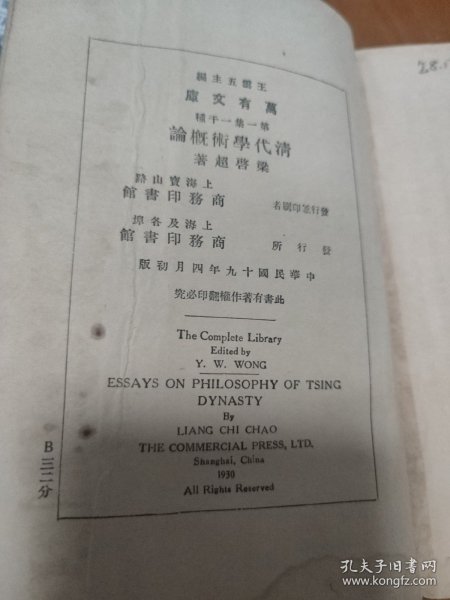 28.1
王雲五主編
萬有文庫
第一集一千種
清代學術概論
梁啓超著
上海寶山路
發行兼印刷者 商務印書館
上海及各埠
發行所 商務印書館
中華民國十九年四月初版
此書有著作權翻印必究
The Complete Library
Edited by
Y. W. WONG
ESSAYS ON PHILOSOPHY OF TSING
DYNASTY
By
LIANG CHI CHAO
THE COMMERCIAL PRESS, LTD.
Shanghai, China
1930
All Rights Reserved
B三二分
孔夫子旧书网
www.kongfz.com